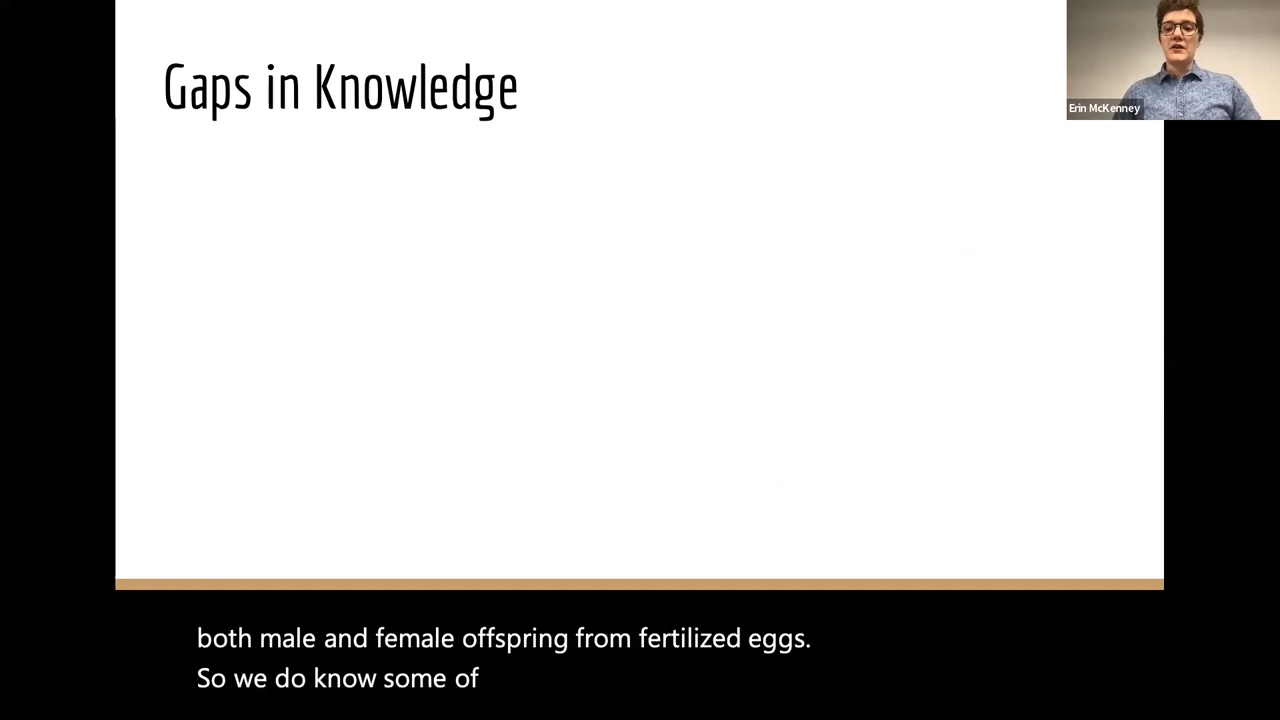 Gaps in Knowledge
Erin McKenney
both male and female offspring from fertilized eggs.
So we do know some of